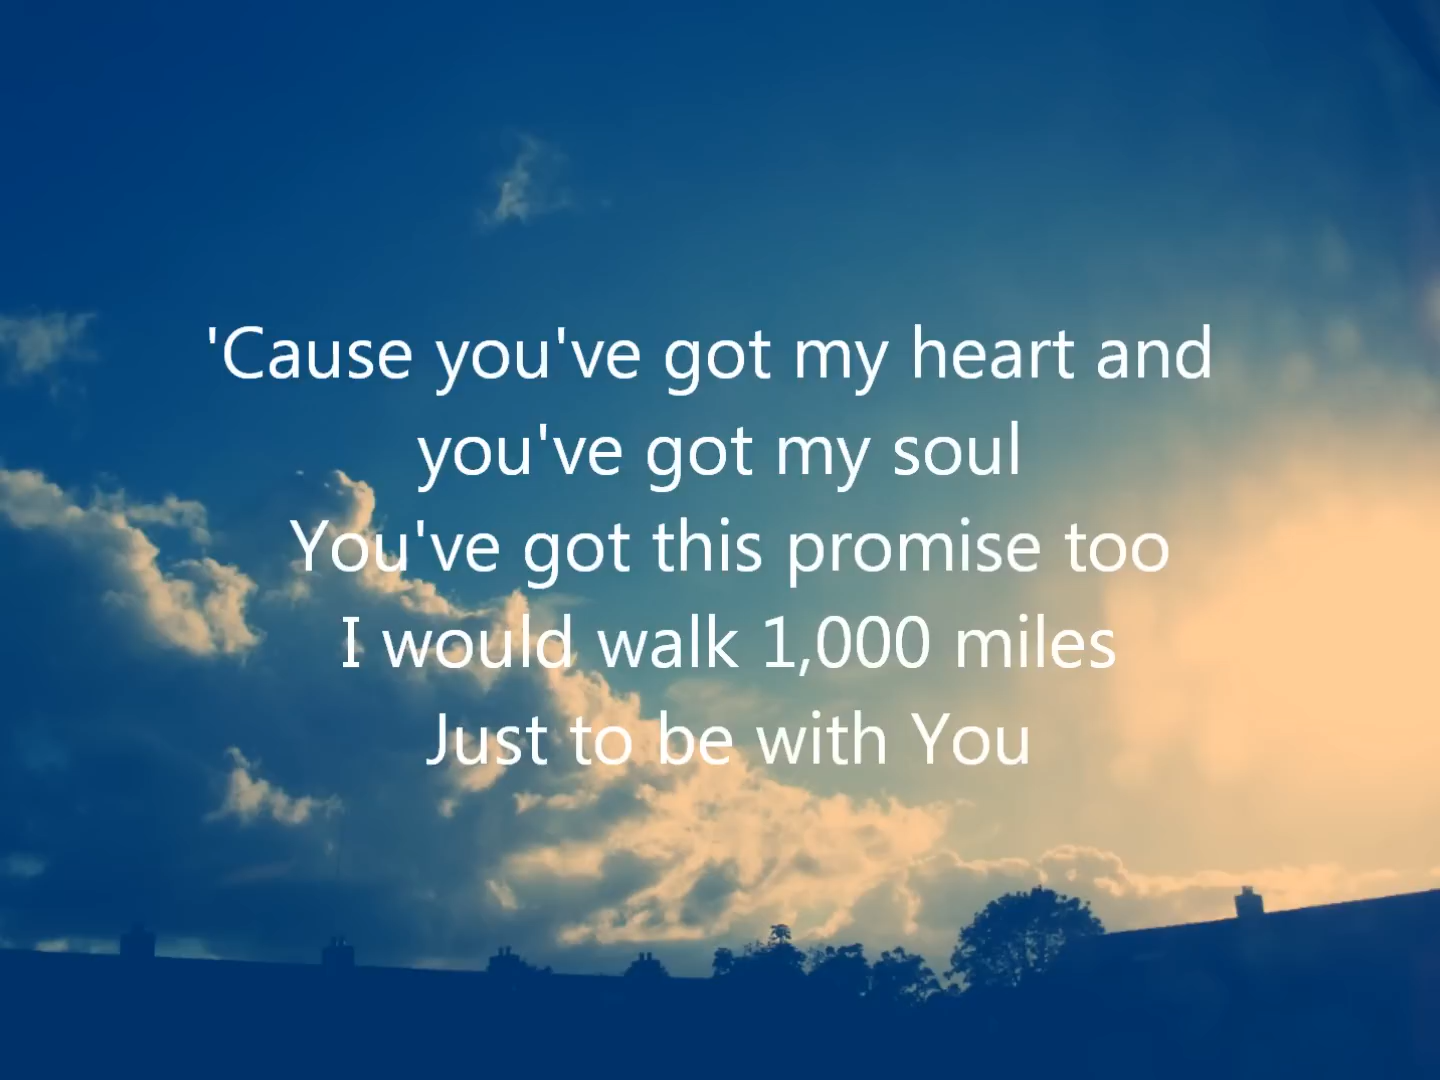 'Cause you've got my heart and
you've got my soul
You've got this promise too
I would walk 1,000 miles
Just to be with You